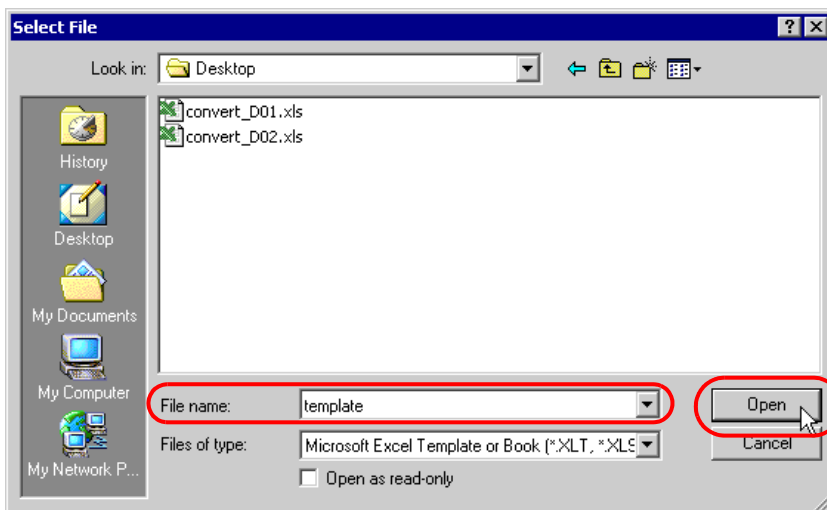 Select File
Look in: Desktop
convert_D01.xls
convert_D02.xls
History
Desktop
My Documents
My Computer
My Network P...
File name: template
Open
Files of type: Microsoft Excel Template or Book (*.XLT, *.XLS
Cancel
Open as read-only